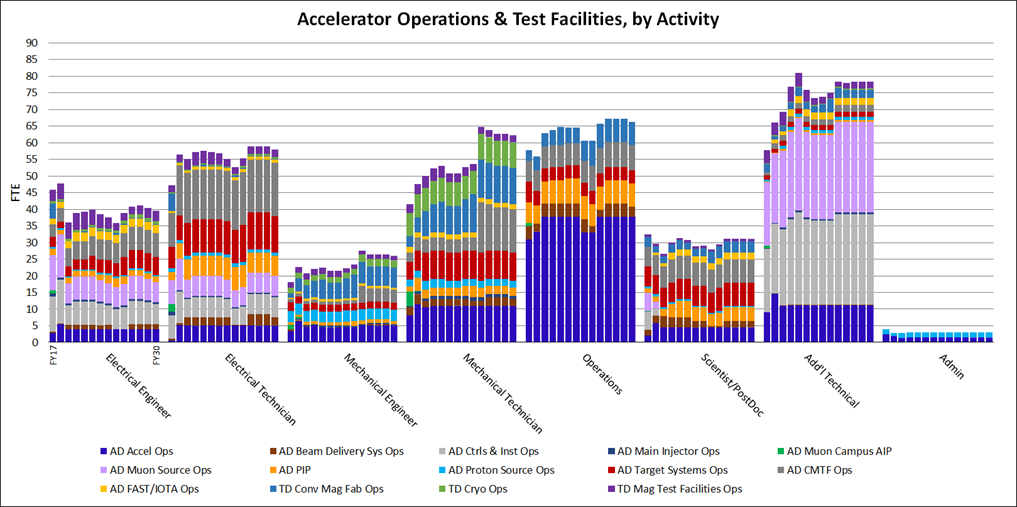 Accelerator Operations & Test Facilities, by Activity
90
85
80
75
70
65
60
55
50
45
40
35
30
25
20
15
10
5
0
FTE
FY17
FY30
Electrical Engineer
Electrical Technician
Mechanical Engineer
Mechanical Technician
Operations
Scientist/PostDoc
Add'l Technical
Admin
AD Accel Ops AD Beam Delivery Sys Ops AD Ctrls & Inst Ops AD Main Injector Ops AD Muon Campus AIP
AD Muon Source Ops AD PIP AD Proton Source Ops AD Target Systems Ops AD CMTF Ops
AD FAST/IOTA Ops TD Conv Mag Fab Ops TD Cryo Ops TD Mag Test Facilities Ops